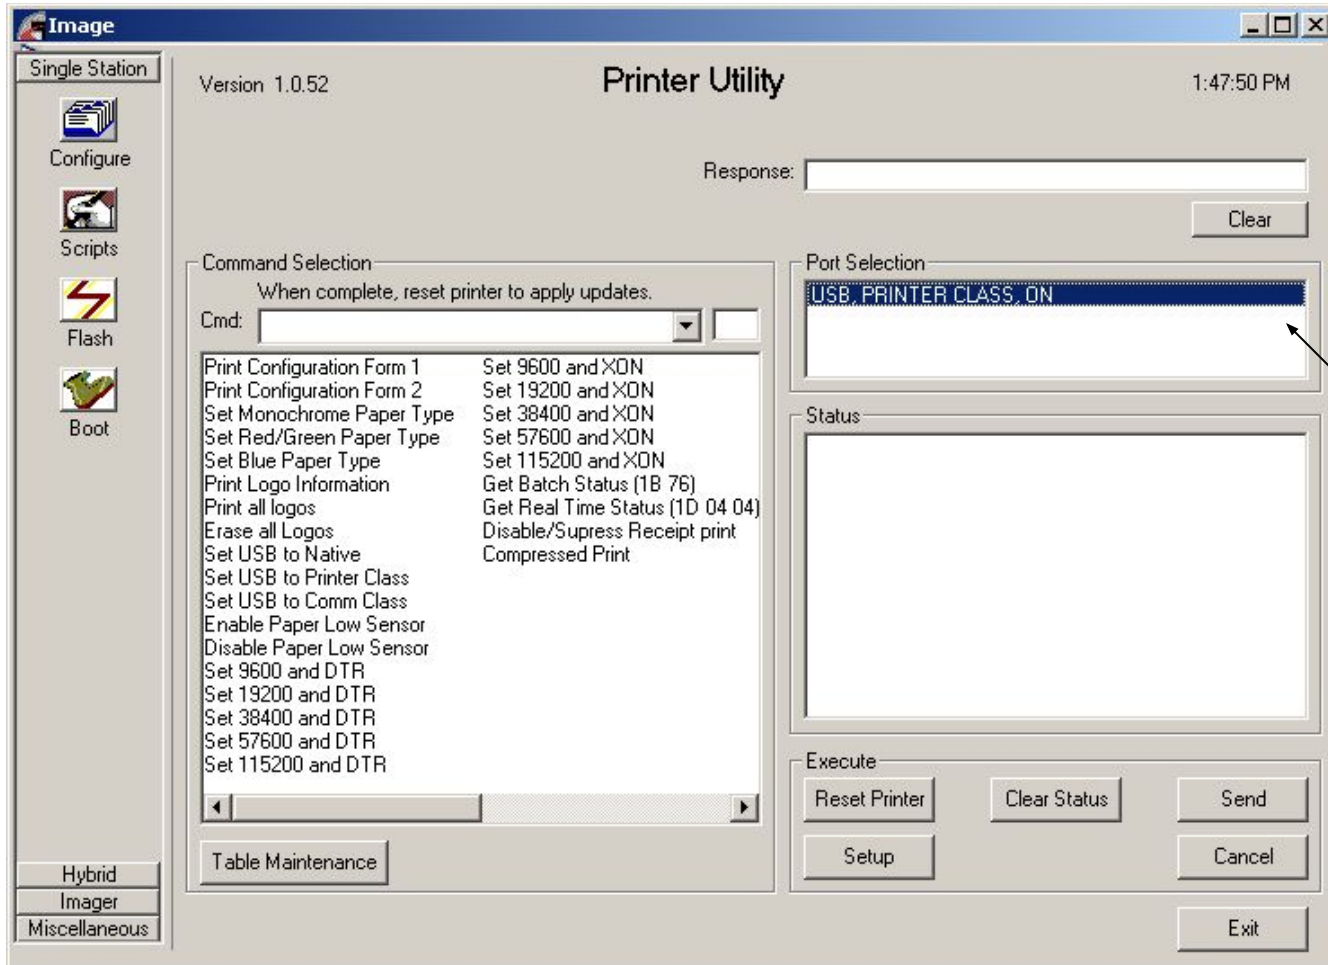 Image
Single Station
Version 1.0.52
Printer Utility
1:47:50 PM
Configure
Scripts
Flash
Boot
Hybrid
Imager
Miscellaneous
Response:
Clear
Command Selection
When complete, reset printer to apply updates.
Cmd:
Print Configuration Form 1
Print Configuration Form 2
Set Monochrome Paper Type
Set Red/Green Paper Type
Set Blue Paper Type
Print Logo Information
Print all logos
Erase all Logos
Set USB to Native
Set USB to Printer Class
Set USB to Comm Class
Enable Paper Low Sensor
Disable Paper Low Sensor
Set 9600 and DTR
Set 19200 and DTR
Set 38400 and DTR
Set 57600 and DTR
Set 115200 and DTR
Set 9600 and XON
Set 19200 and XON
Set 38400 and XON
Set 57600 and XON
Set 115200 and XON
Get Batch Status (1B 76)
Get Real Time Status (1D 04 04)
Disable/Supress Receipt print
Compressed Print
Table Maintenance
Port Selection
USB, PRINTER CLASS, ON
Status
Execute
Reset Printer
Clear Status
Send
Setup
Cancel
Exit